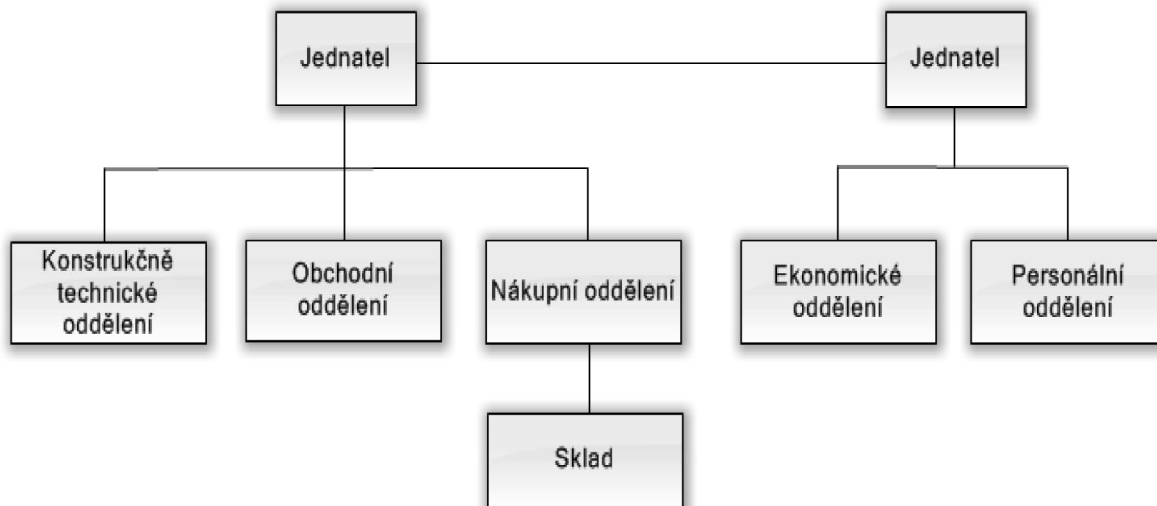 Jednatel
Jednatel
Konstrukčně
technické
oddělení
Obchodní
oddělení
Nákupní oddělení
Ekonomické
oddělení
Personální
oddělení
Sklad